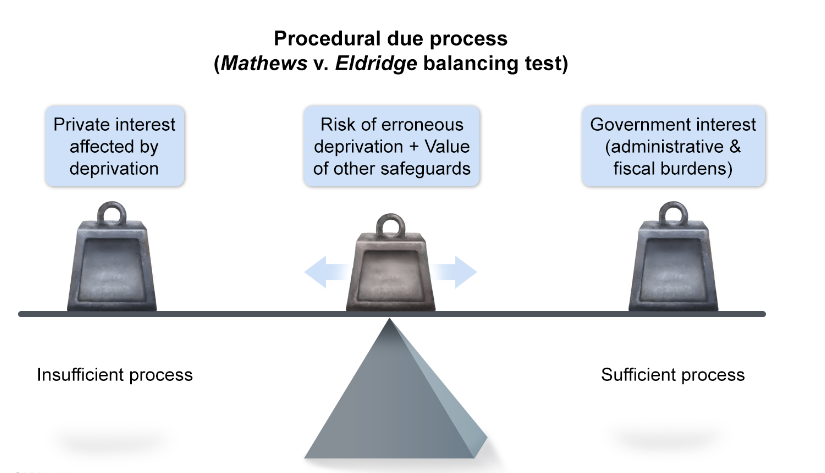 Procedural due process
(Mathews v. Eldridge balancing test)
Private interest
affected by
deprivation
Risk of erroneous
deprivation + Value
of other safeguards
Government interest
(administrative &
fiscal burdens)
Insufficient process
Sufficient process